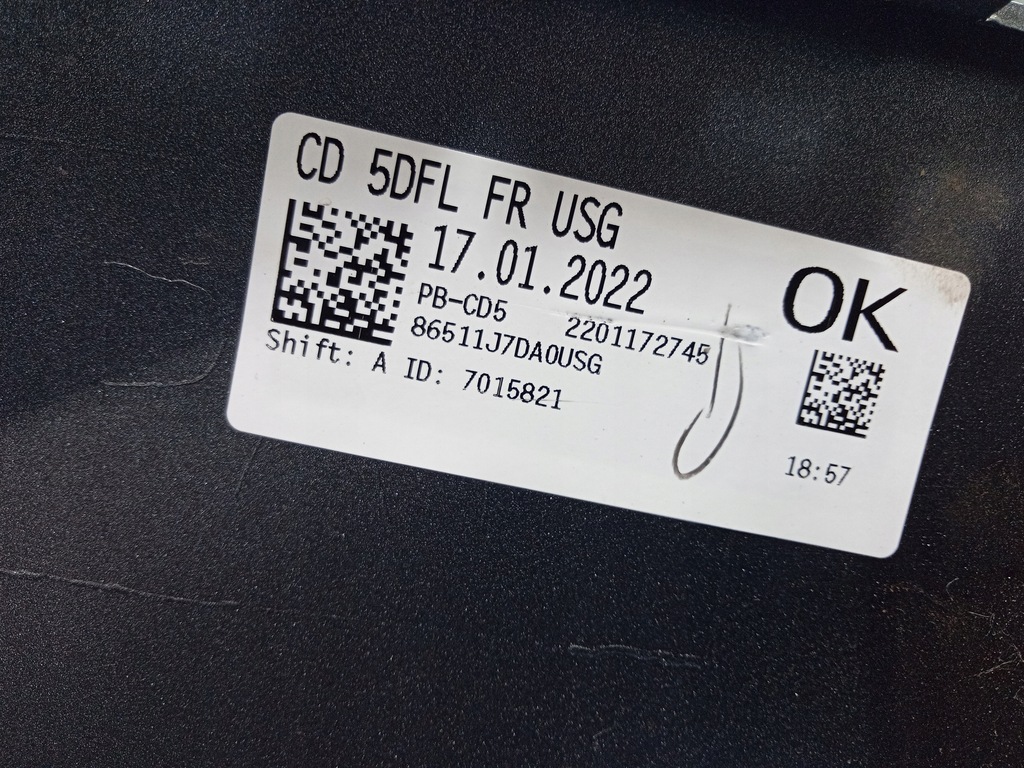 CD 5DFL FR USG
17.01.2022
PB-CD5 2201172745
86511J7DA0USG
Shift: A ID: 7015821
OK
18:57